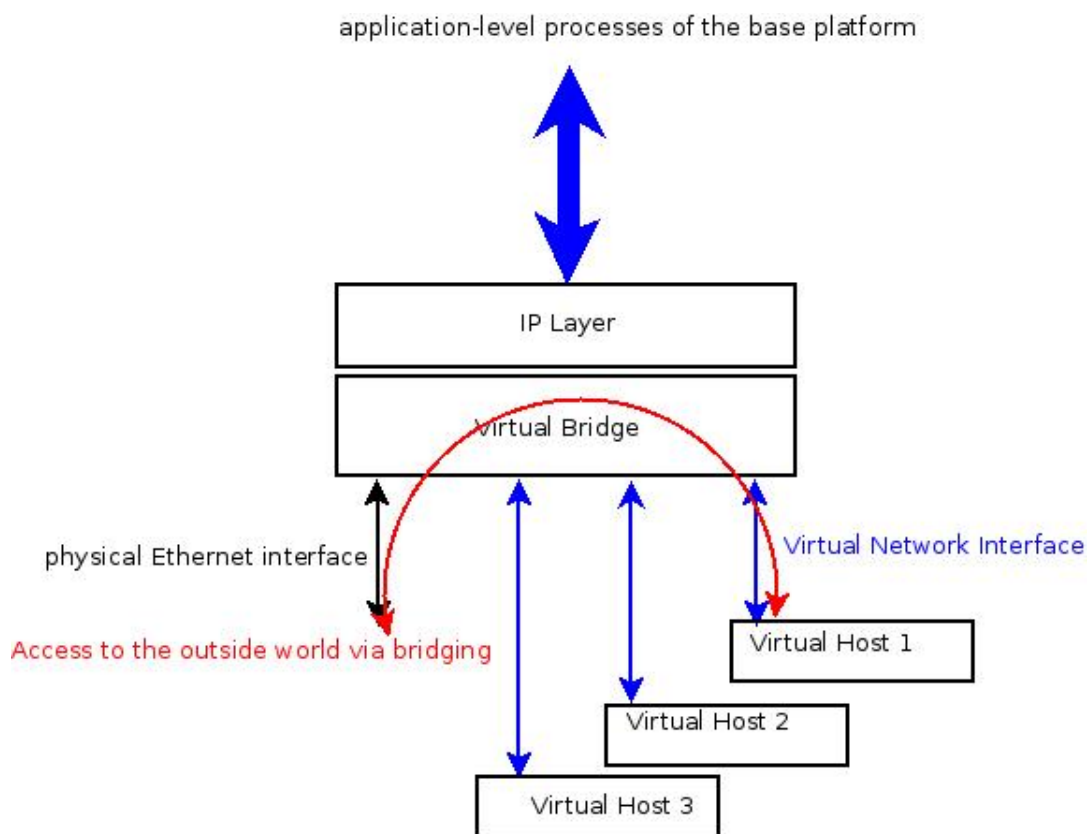 application-level processes of the base platform
IP Layer
Virtual Bridge
physical Ethernet interface
Virtual Network Interface
Access to the outside world via bridging
Virtual Host 1
Virtual Host 2
Virtual Host 3